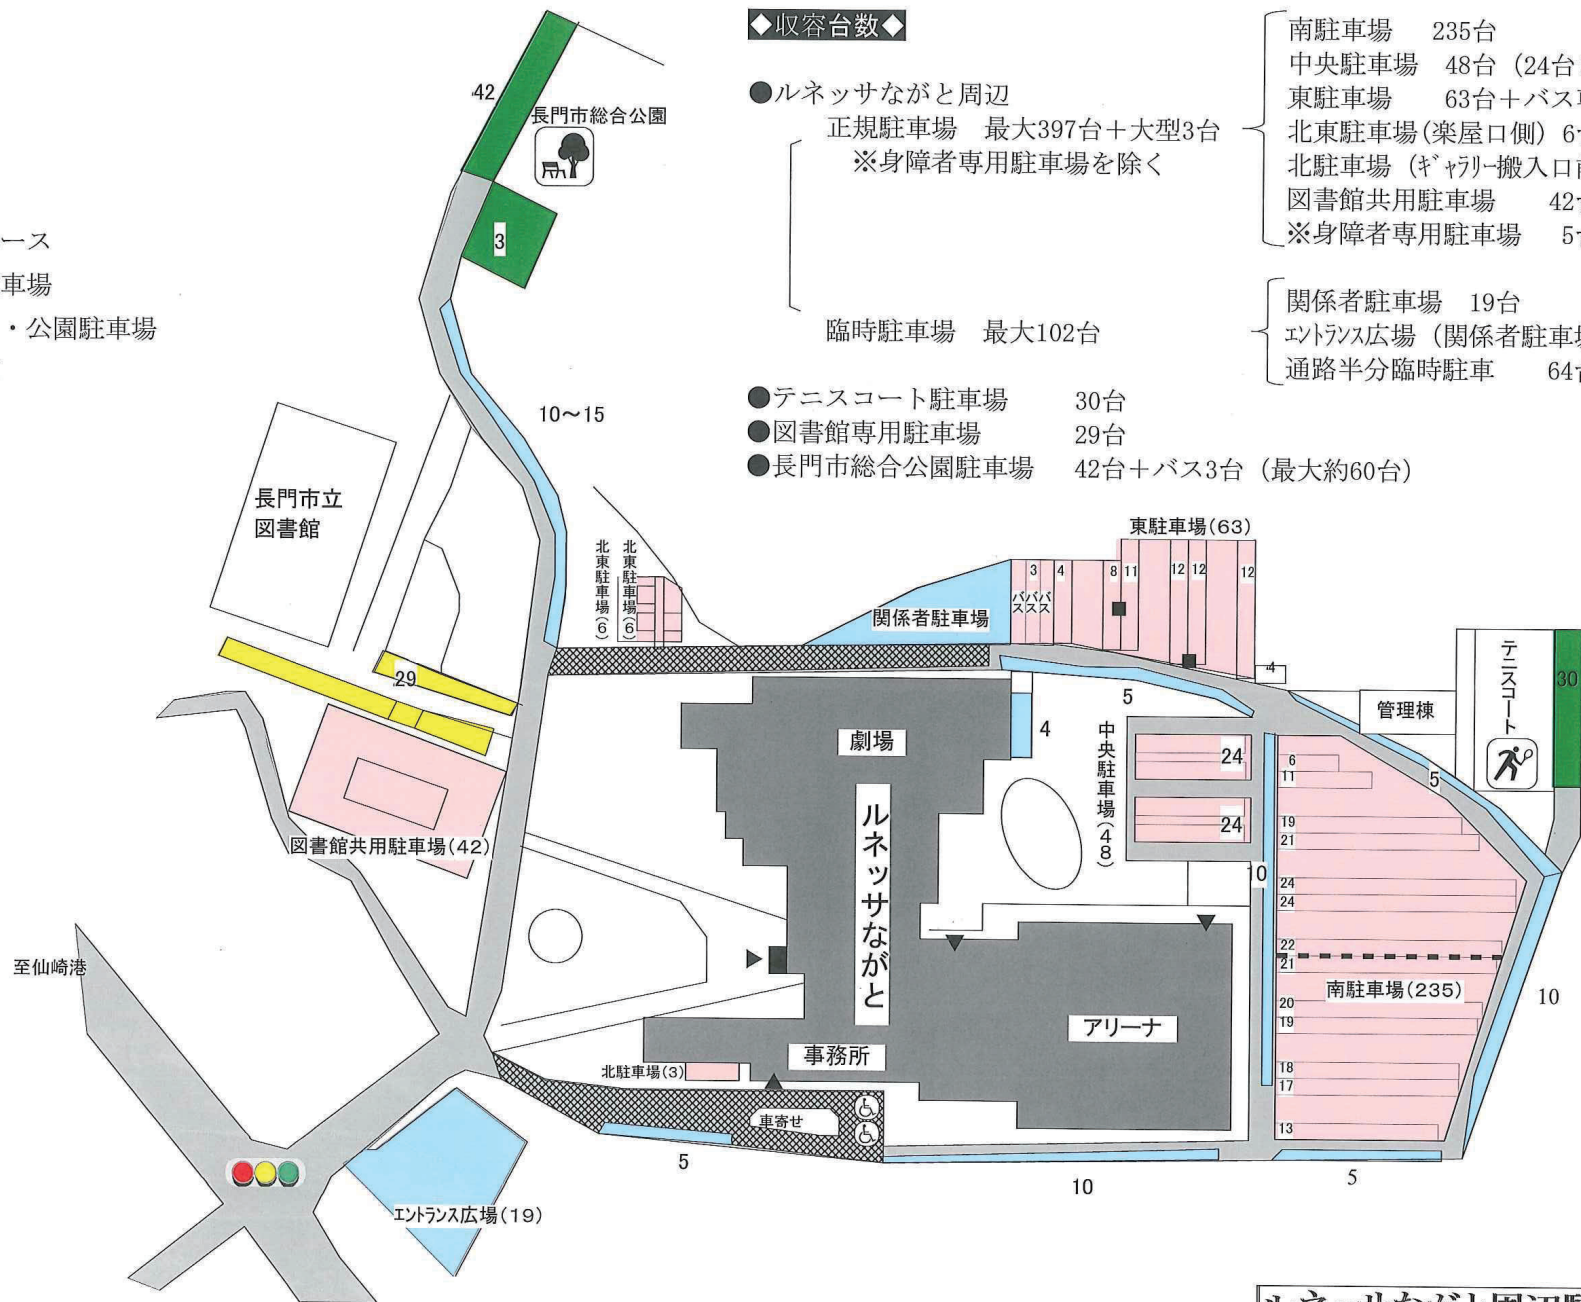 ◆収容台数◆
●ルネッサながと周辺
正規駐車場 最大397台＋大型3台
※身障者専用駐車場を除く
南駐車場 235台
中央駐車場 48台 (24台
東駐車場 63台＋バス
北東駐車場(楽屋口側) 6
北駐車場 (ｷﾞｬﾗﾘｰ搬入口
図書館共用駐車場 42
※身障者専用駐車場 5
臨時駐車場 最大102台
関係者駐車場 19台
ｴﾝﾄﾗﾝｽ広場 (関係者駐車
通路半分臨時駐車 64
●テニスコート駐車場 30台
●図書館専用駐車場 29台
●長門市総合公園駐車場 42台＋バス3台 (最大約60台)
ース
車場
・公園駐車場
42
長門市総合公園
3
10～15
長門市立
図書館
29
図書館共用駐車場(42)
北東駐車場(6)
北東駐車場(6)
関係者駐車場
東駐車場(63)
バス
バス
バス
3
4
8
11
12
12
12
4
5
管理棟
テニスコート
30
5
劇場
4
中央駐車場(48)
24
24
10
6
11
19
21
24
24
22
21
南駐車場(235)
20
19
18
17
13
10
ルネッサながと
アリーナ
事務所
北駐車場(3)
車寄せ
5
10
5
至仙崎港
ｴﾝﾄﾗﾝｽ広場(19)
ルネッサながと周辺